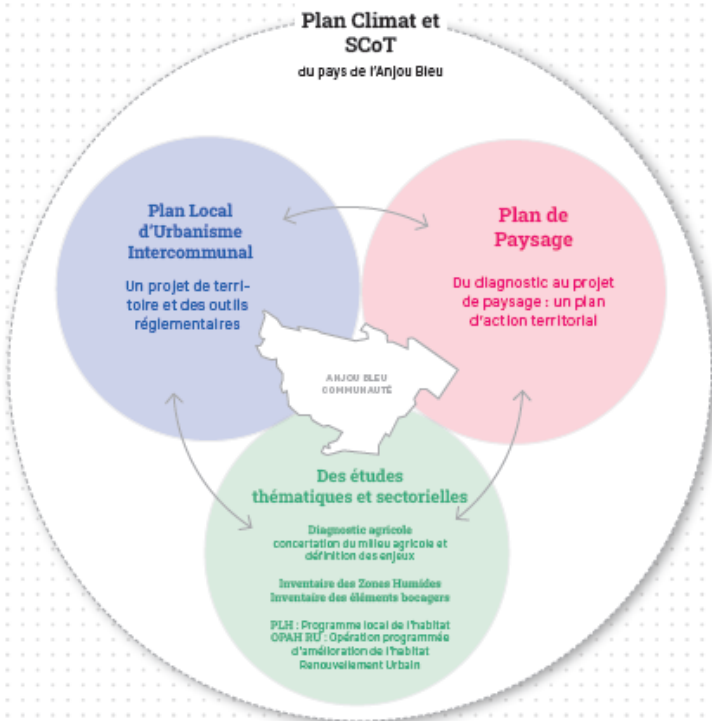 Plan Climat et
SCoT
du pays de l'Anjou Bleu
Plan Local
d'Urbanisme
Intercommunal
Un projet de terri-
toire et des outils
réglementaires
Plan de
Paysage
Du diagnostic au projet
de paysage : un plan
d'action territorial
ANJOU BLEU
COMMUNAUTÉ
Des études
thématiques et sectorielles
Diagnostic agricole
concertation du milieu agricole et
définition des enjeux
Inventaire des Zones Humides
Inventaire des éléments bocagers
PLH : Programme local de l'habitat
OPAH RU : Opération programmée
d'amélioration de l'habitat
Renouvellement Urbain